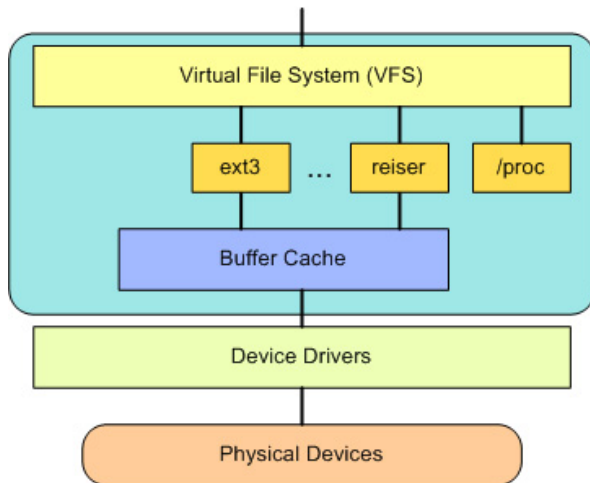 Virtual File System (VFS)
ext3 ... reiser /proc
Buffer Cache
Device Drivers
Physical Devices